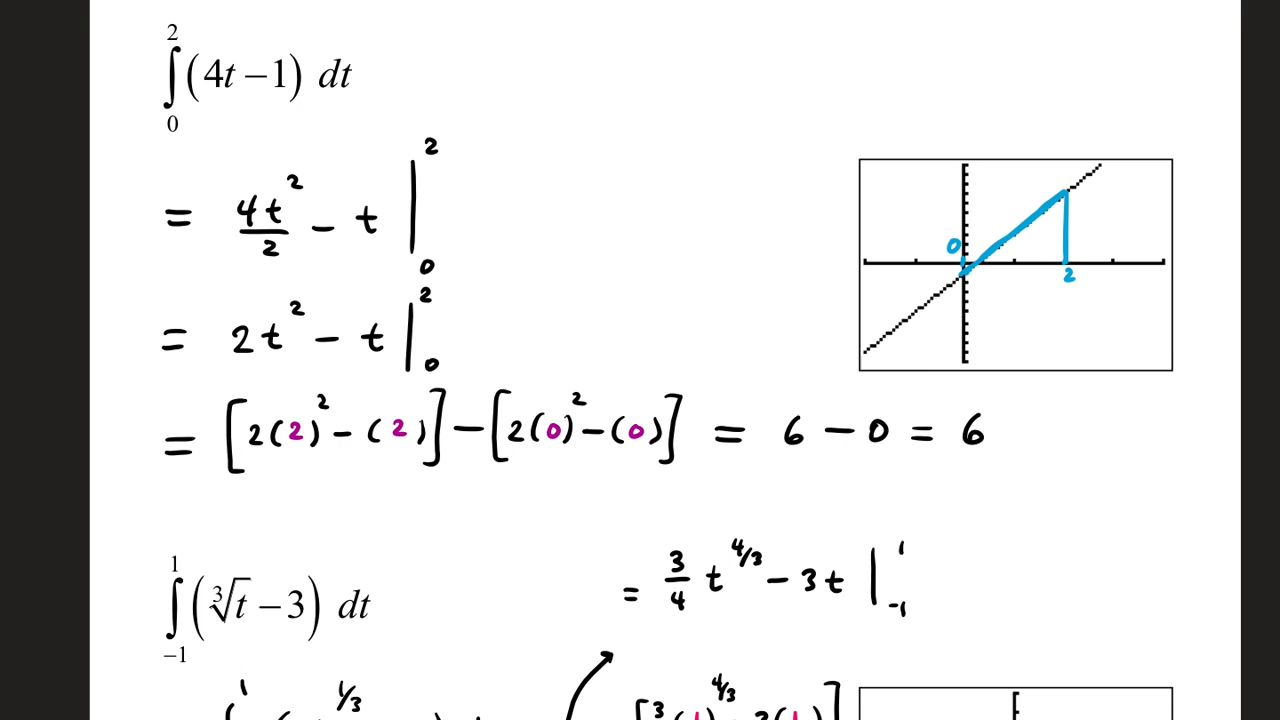 ∫₀² (4t − 1) dt
= 4t²/2 − t |₀²
= 2t² − t |₀²
= [2(2)² − (2)] − [2(0)² − (0)] = 6 − 0 = 6
0
2
∫₋₁¹ (∛t − 3) dt
= 3/4 t^(4/3) − 3t |₋₁¹